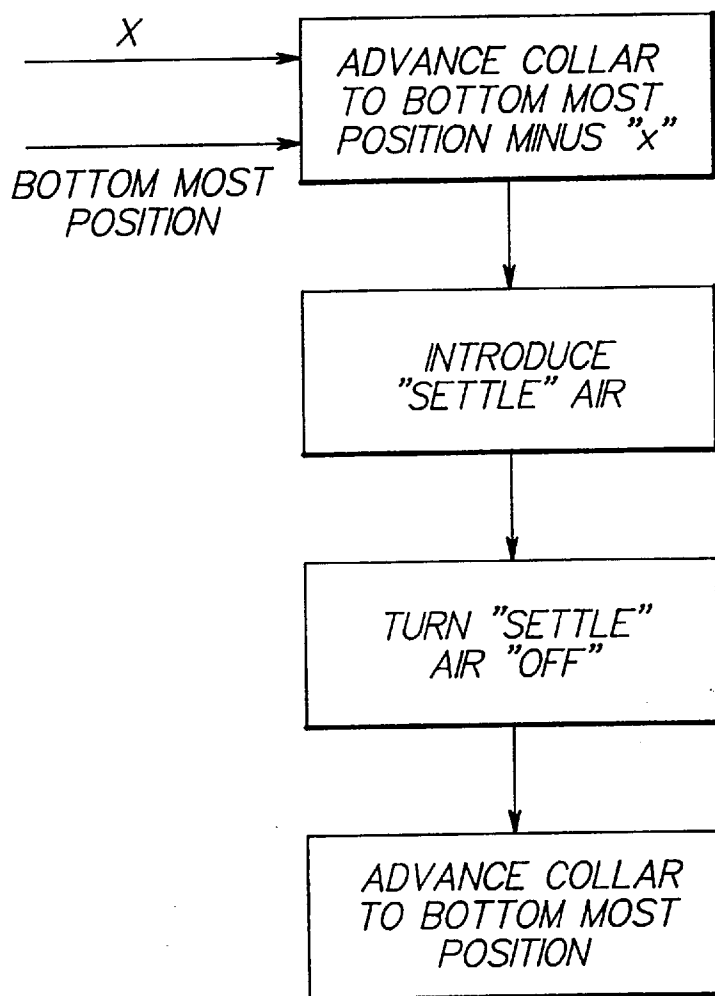 X
ADVANCE COLLAR
TO BOTTOM MOST
POSITION MINUS "x"
BOTTOM MOST
POSITION
INTRODUCE
"SETTLE" AIR
TURN "SETTLE"
AIR "OFF"
ADVANCE COLLAR
TO BOTTOM MOST
POSITION